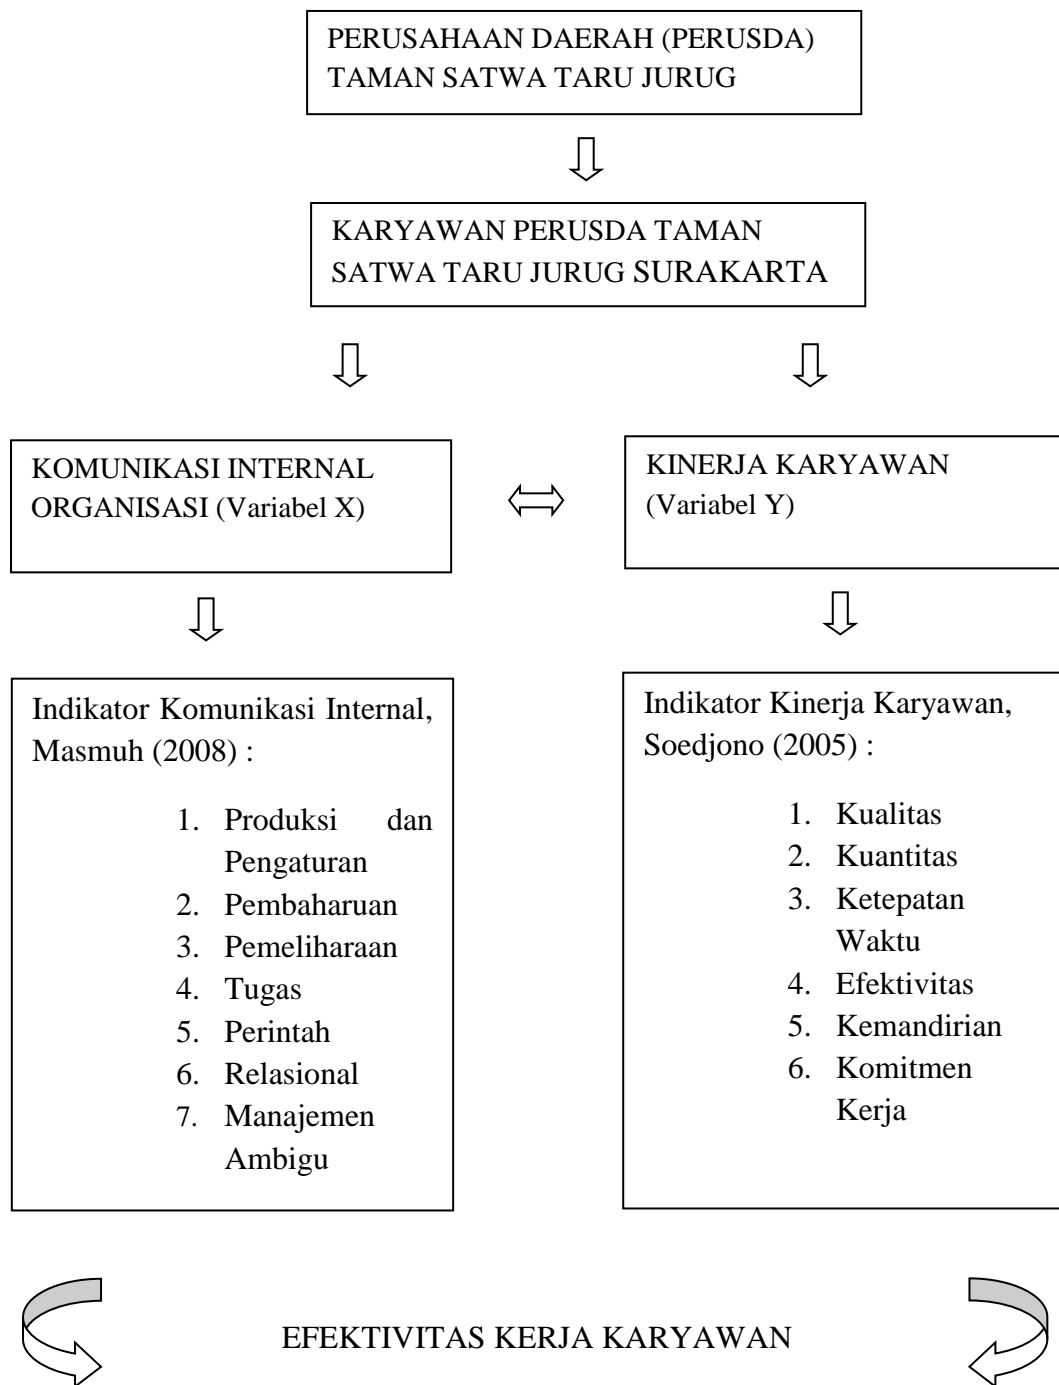 PERUSAHAAN DAERAH (PERUSDA)
TAMAN SATWA TARU JURUG
KARYAWAN PERUSDA TAMAN
SATWA TARU JURUG SURAKARTA
KOMUNIKASI INTERNAL
ORGANISASI (Variabel X)
KINERJA KARYAWAN
(Variabel Y)
Indikator Komunikasi Internal,
Masmuh (2008) :
1. Produksi dan
Pengaturan
2. Pembaharuan
3. Pemeliharaan
4. Tugas
5. Perintah
6. Relasional
7. Manajemen
Ambigu
Indikator Kinerja Karyawan,
Soedjono (2005) :
1. Kualitas
2. Kuantitas
3. Ketepatan
Waktu
4. Efektivitas
5. Kemandirian
6. Komitmen
Kerja
EFEKTIVITAS KERJA KARYAWAN